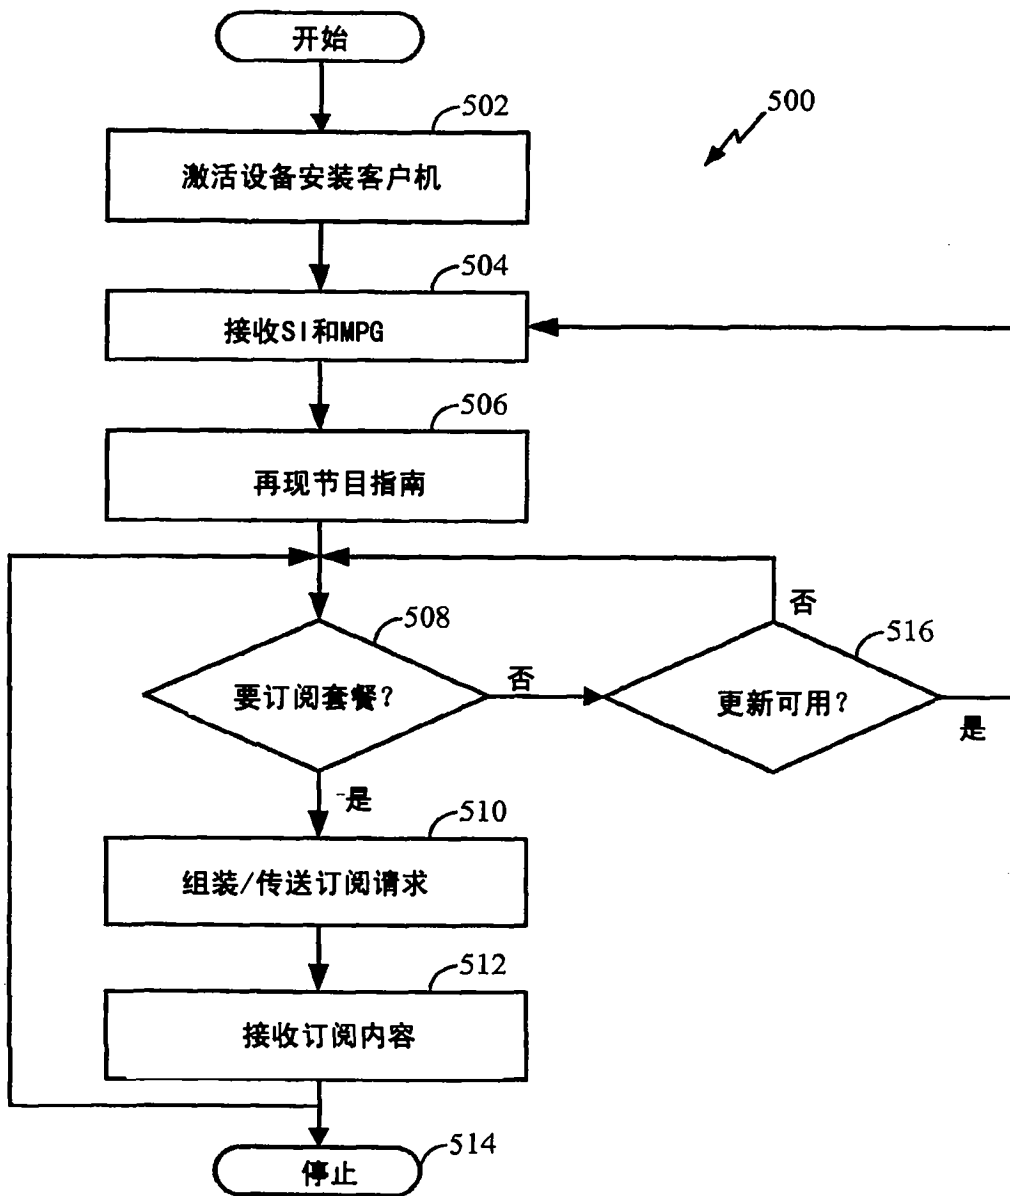 开始
502
500
激活设备安装客户机
504
接收SI和MPG
506
再现节目指南
508
否
516
要订阅套餐?
否
更新可用?
是
是
510
组装/传送订阅请求
512
接收订阅内容
停止
514